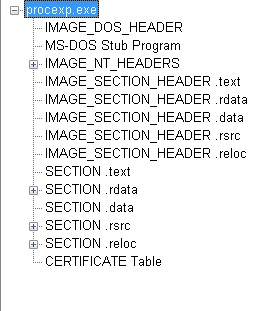 procexp.exe
IMAGE_DOS_HEADER
MS-DOS Stub Program
IMAGE_NT_HEADERS
IMAGE_SECTION_HEADER .text
IMAGE_SECTION_HEADER .rdata
IMAGE_SECTION_HEADER .data
IMAGE_SECTION_HEADER .rsrc
IMAGE_SECTION_HEADER .reloc
SECTION .text
SECTION .rdata
SECTION .data
SECTION .rsrc
SECTION .reloc
CERTIFICATE Table